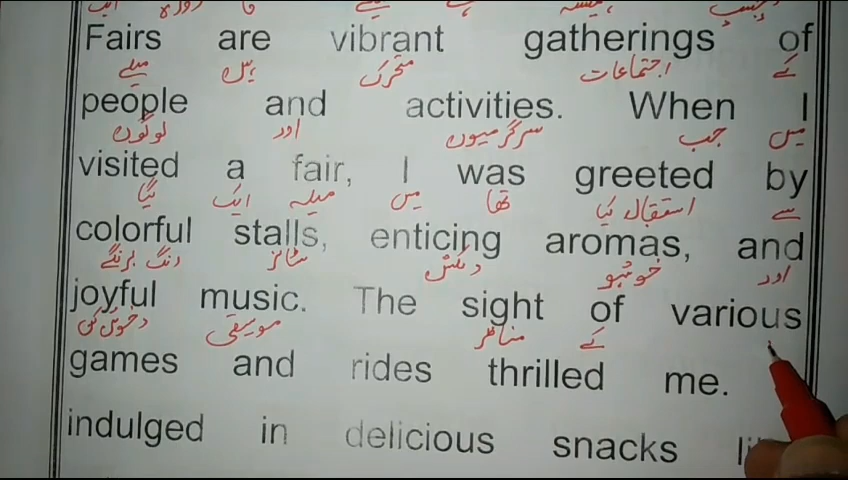 Fairs are vibrant gatherings of
میلے ہیں متحرک اجتماعات کے
people and activities. When I
لوگوں اور سرگرمیوں جب میں
visited a fair, I was greeted by
گیا ایک میلہ میں تھا استقبال کیا سے
colorful stalls, enticing aromas, and
رنگ برنگے سٹالز دلکش خوشبو اور
joyful music. The sight of various
موسیقی مناظر کے
games and rides thrilled me.
indulged in delicious snacks